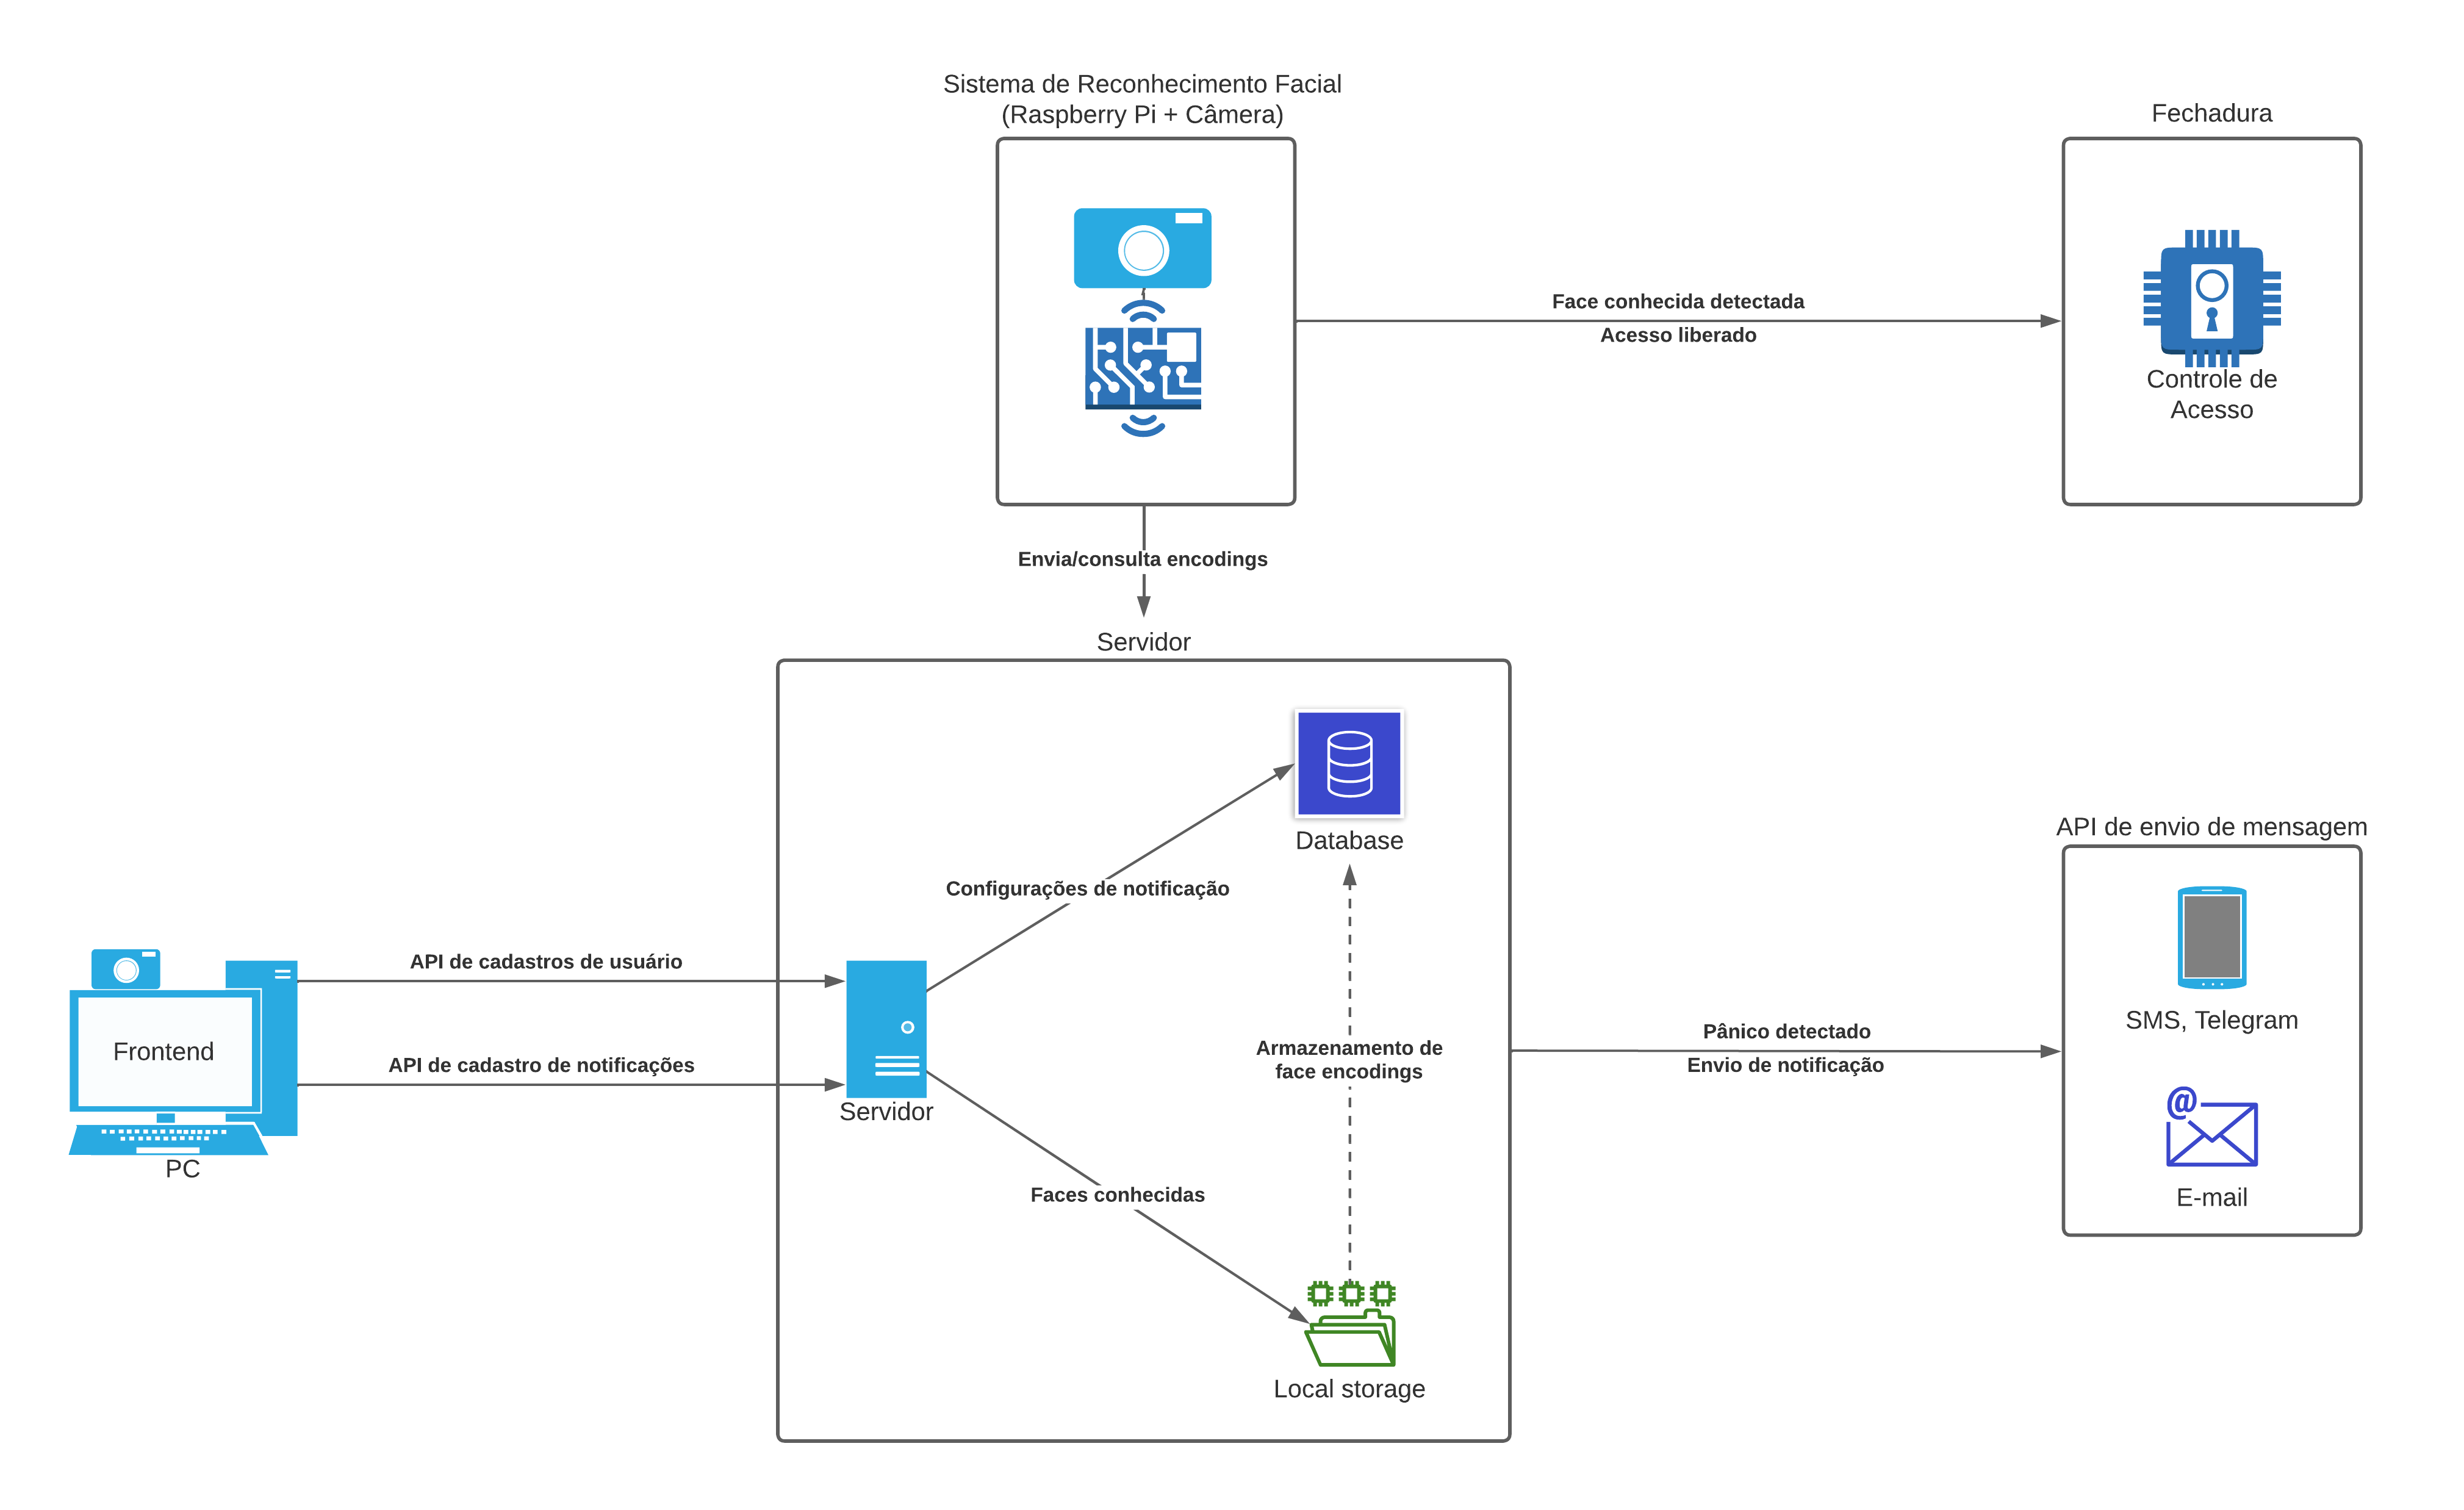 Sistema de Reconhecimento Facial
(Raspberry Pi + Câmera)
Fechadura
Face conhecida detectada
Acesso liberado
Controle de
Acesso
Envia/consulta encodings
Servidor
Database
API de envio de mensagem
Configurações de notificação
API de cadastros de usuário
SMS, Telegram
Pânico detectado
Armazenamento de
face encodings
Envio de notificação
Frontend
API de cadastro de notificações
Servidor
PC
@
Faces conhecidas
E-mail
Local storage